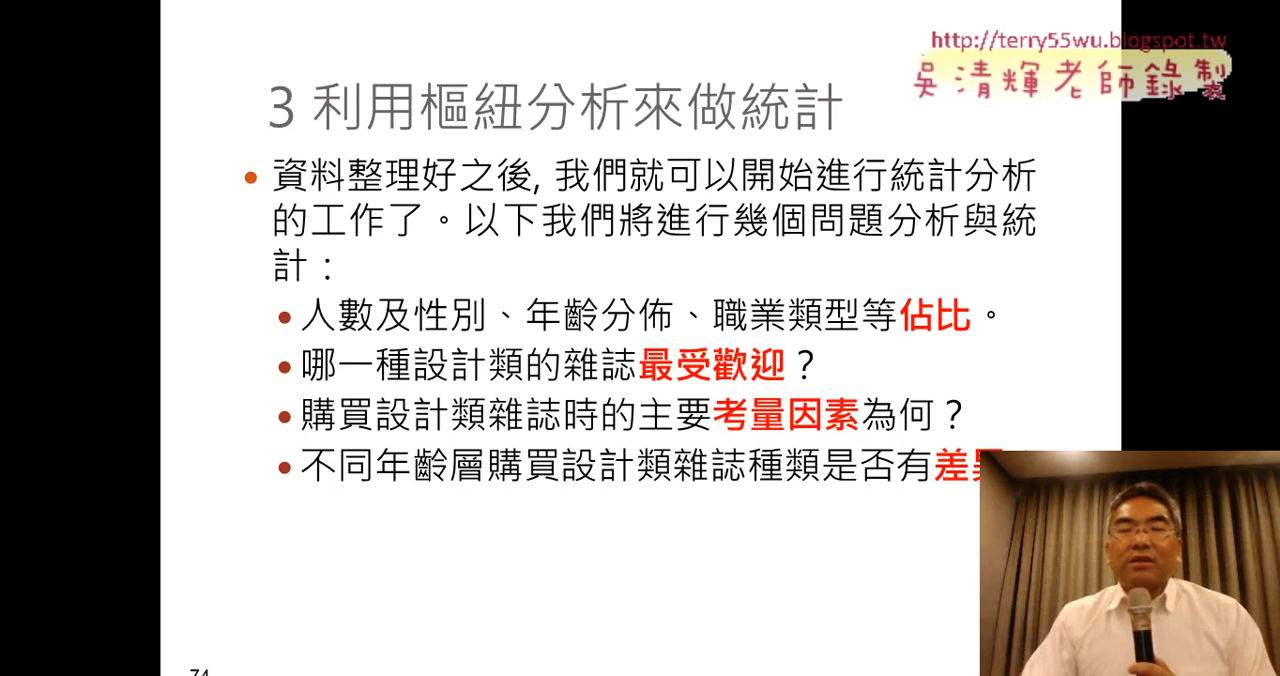 http://terry55wu.blogspot.tw
吳清輝老師錄製
3 利用樞紐分析來做統計
• 資料整理好之後, 我們就可以開始進行統計分析
的工作了。以下我們將進行幾個問題分析與統
計：
• 人數及性別、年齡分佈、職業類型等佔比。
• 哪一種設計類的雜誌最受歡迎？
• 購買設計類雜誌時的主要考量因素為何？
• 不同年齡層購買設計類雜誌種類是否有差異
74